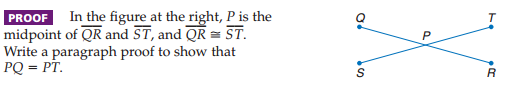 PROOF In the figure at the right, P is the
midpoint of QR and ST, and QR ≅ ST.
Write a paragraph proof to show that
PQ = PT.
Q T
P
S R